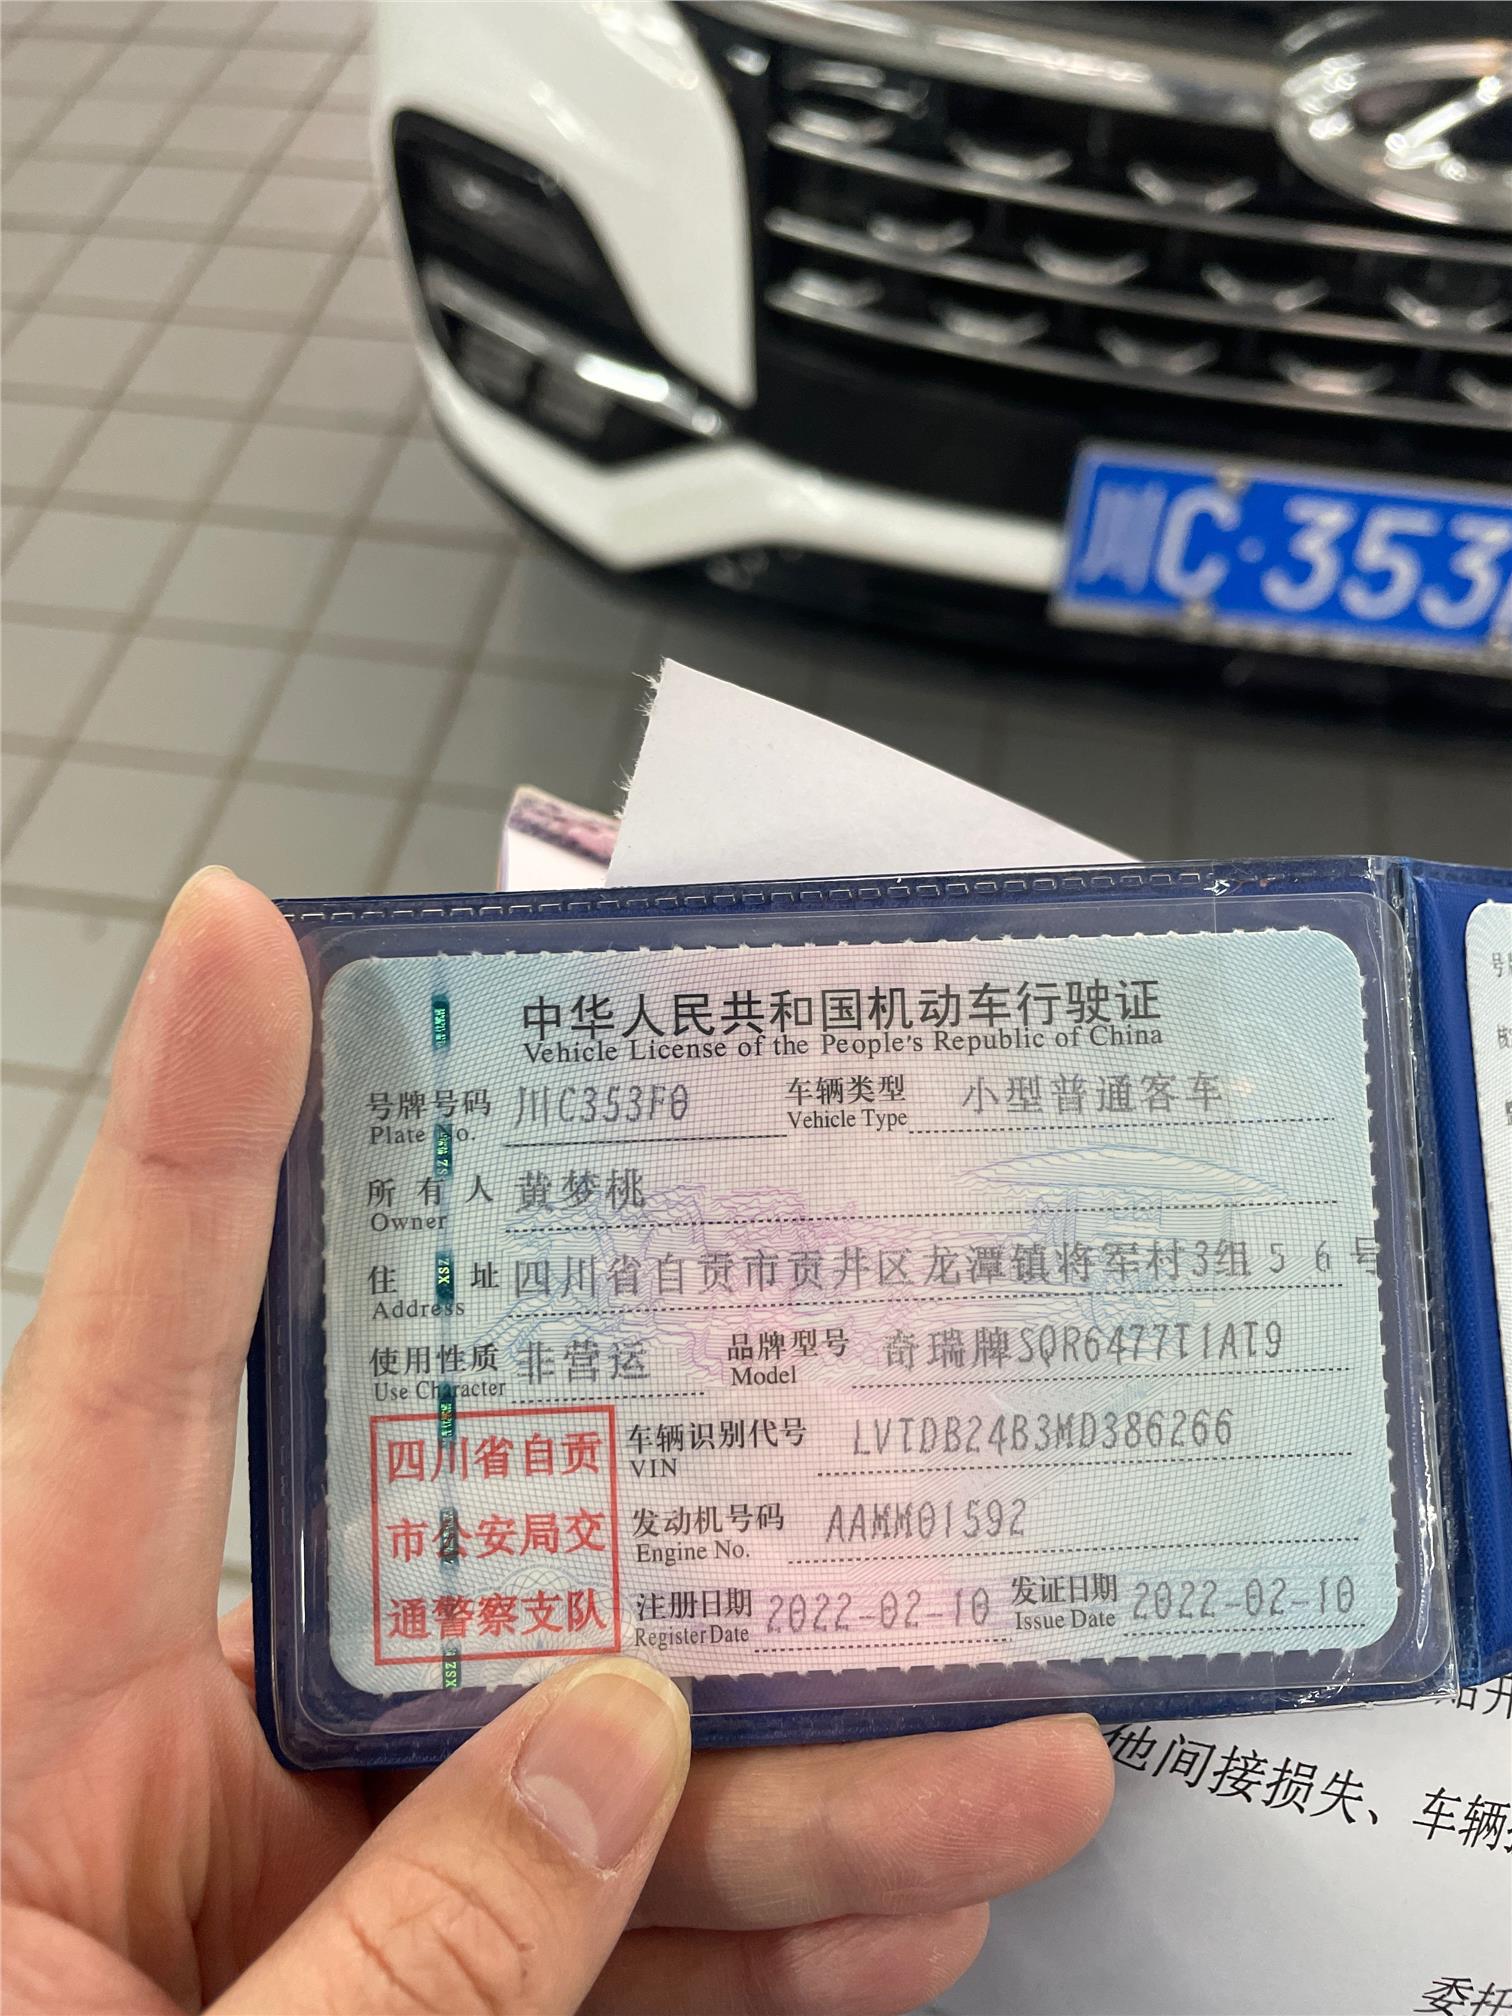 川C·353
中华人民共和国机动车行驶证
Vehicle License of the People's Republic of China
号牌号码 川C353F0 车辆类型 小型普通客车
Plate No. Vehicle Type
所有人 黄梦桃
Owner
住址 四川省自贡市贡井区龙潭镇将军村3组56号
Address
使用性质 非营运 品牌型号 奇瑞牌SQR6477T1AT9
Use Character Model
四川省自贡
市公安局交
通警察支队
车辆识别代号 LVTDB24B3MD386266
VIN
发动机号码 AAMM01592
Engine No.
注册日期 2022-02-10 发证日期 2022-02-10
Register Date Issue Date
他间接损失、车辆
委托